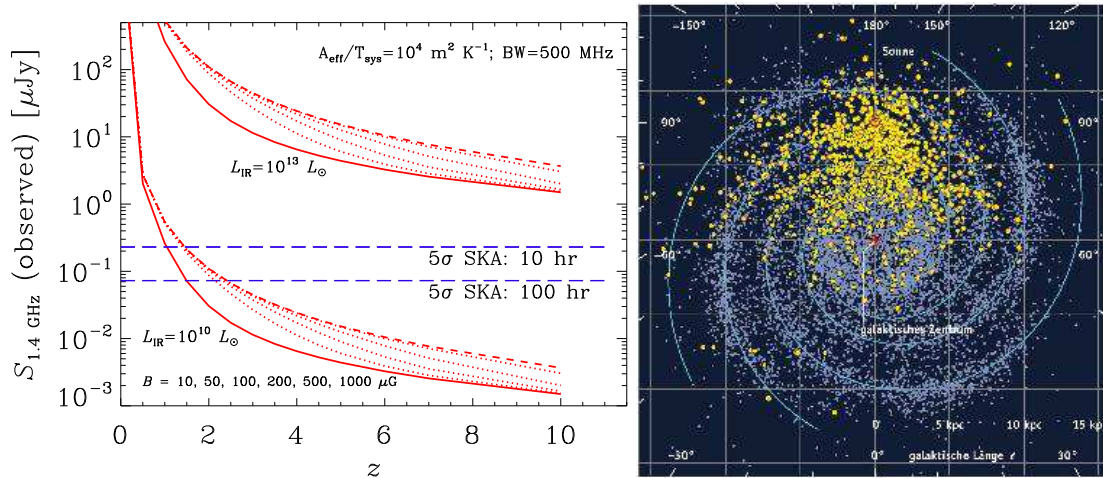 A_eff/T_sys=10^4 m^2 K^-1; BW=500 MHz
S_1.4 GHz (observed) [μJy]
10^2
10^1
10^0
10^-1
10^-2
10^-3
L_IR=10^13 L_⊙
5σ SKA: 10 hr
5σ SKA: 100 hr
L_IR=10^10 L_⊙
B = 10, 50, 100, 200, 500, 1000 μG
0 2 4 6 8 10
z
-150° 180° 150° 120°
Sonne
90° 90°
-60° 60°
galaktisches Zentrum
0 5 kpc 10 kpc 15 kp
-30° 0° galaktische Länge ℓ 30°